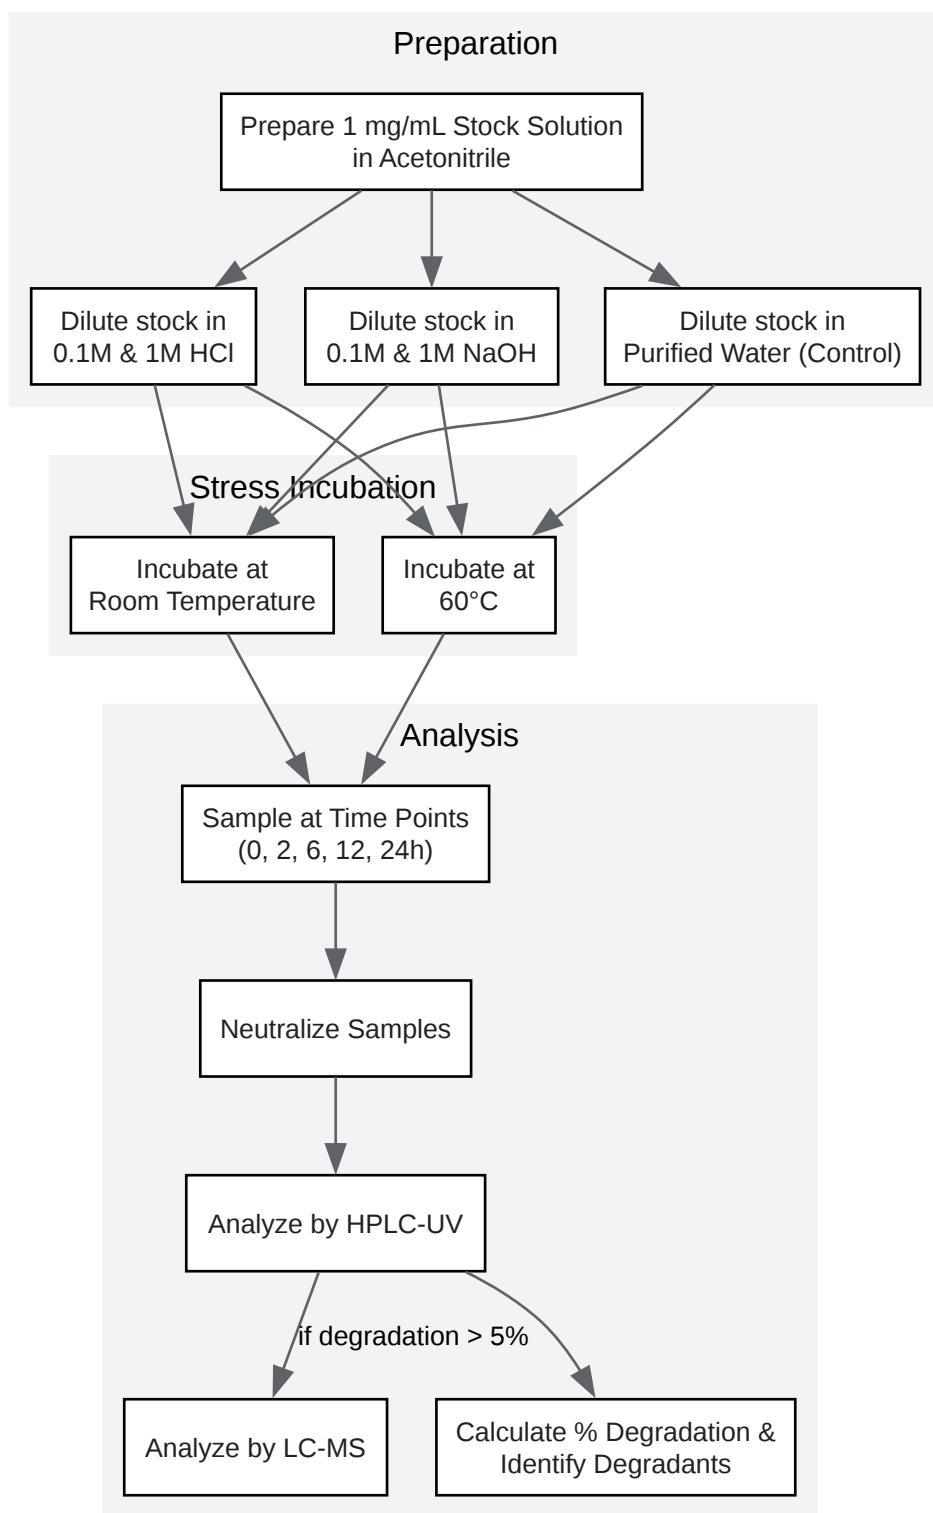 Preparation
Prepare 1 mg/mL Stock Solution
in Acetonitrile
Dilute stock in
0.1M & 1M HCl
Dilute stock in
0.1M & 1M NaOH
Dilute stock in
Purified Water (Control)
Stress Incubation
Incubate at
Room Temperature
Incubate at
60°C
Analysis
Sample at Time Points
(0, 2, 6, 12, 24h)
Neutralize Samples
Analyze by HPLC-UV
if degradation > 5%
Analyze by LC-MS
Calculate % Degradation &
Identify Degradants